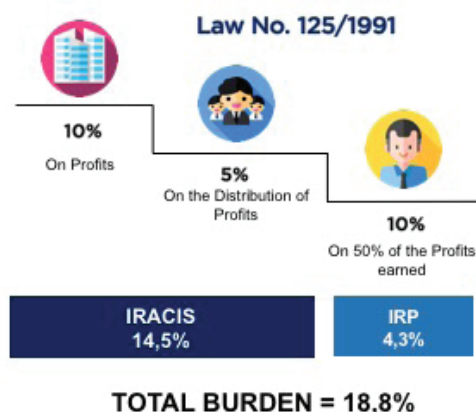 Law No. 125/1991
10%
On Profits
5%
On the Distribution of
Profits
10%
On 50% of the Profits
earned
IRACIS
14,5%
IRP
4,3%
TOTAL BURDEN = 18.8%